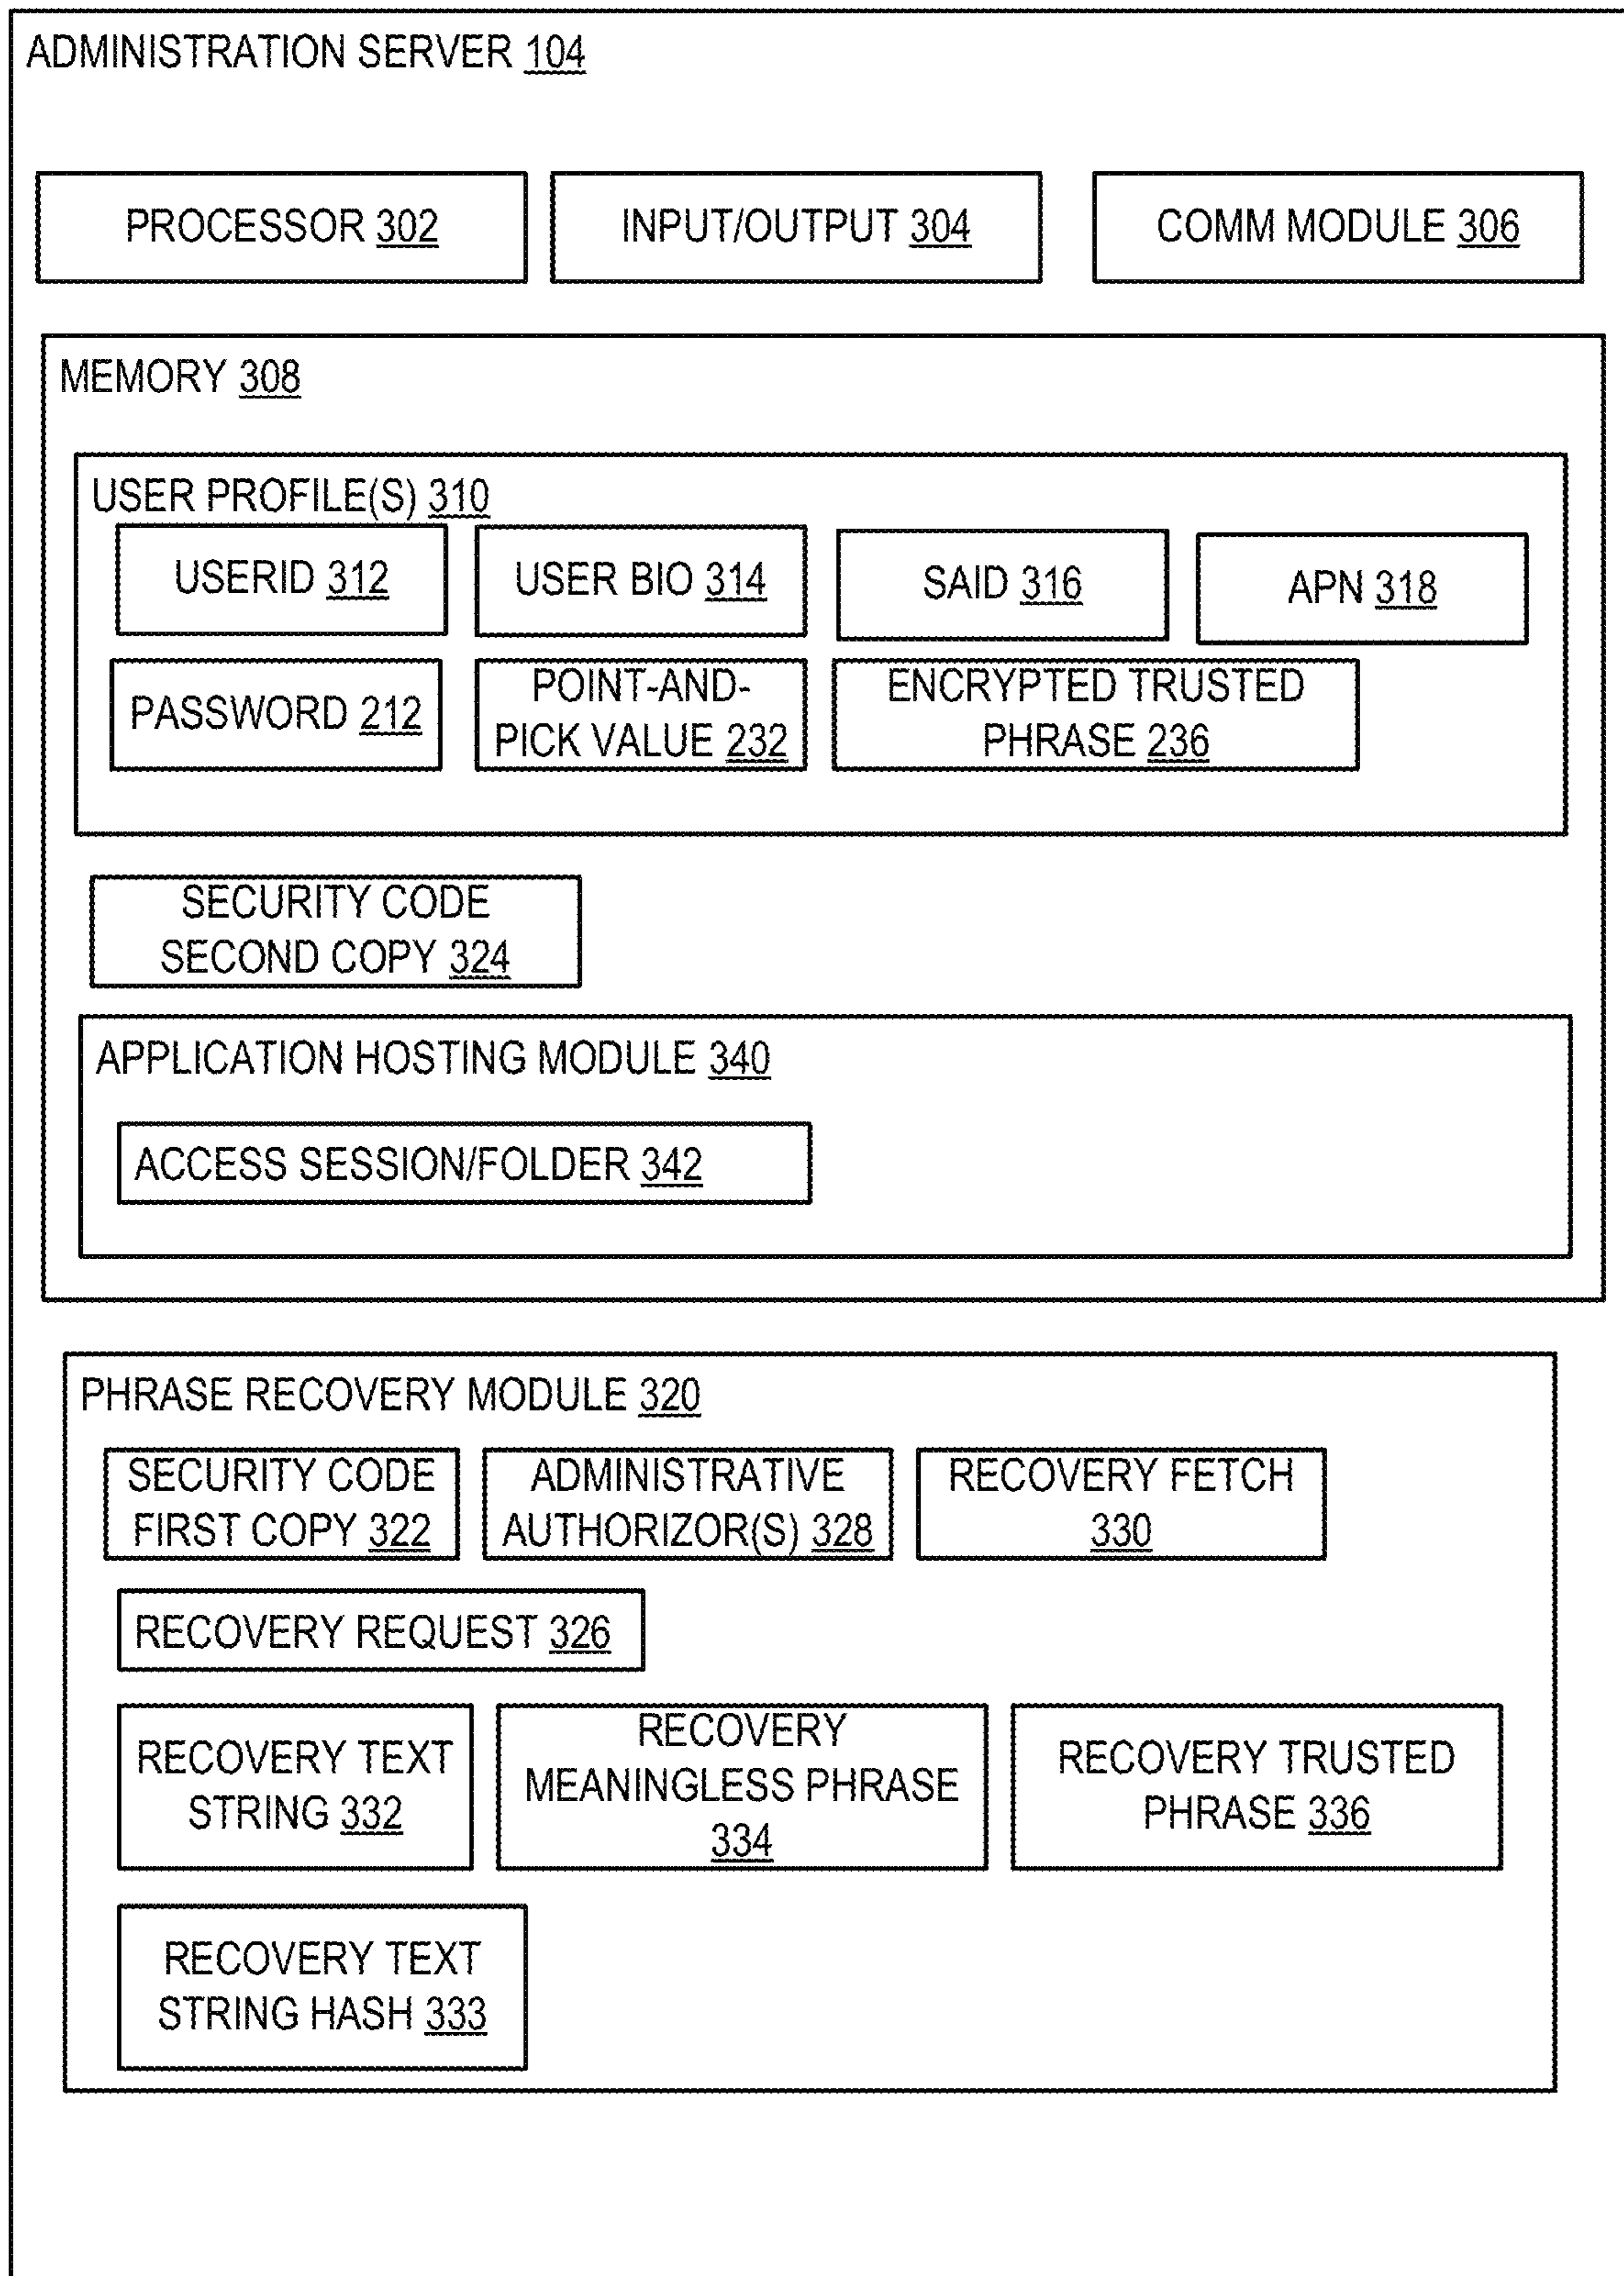 ADMINISTRATION SERVER 104
PROCESSOR 302
INPUT/OUTPUT 304
COMM MODULE 306
MEMORY 308
USER PROFILE(S) 310
USERID 312
USER BIO 314
SAID 316
APN 318
PASSWORD 212
POINT-AND-
PICK VALUE 232
ENCRYPTED TRUSTED
PHRASE 236
SECURITY CODE
SECOND COPY 324
APPLICATION HOSTING MODULE 340
ACCESS SESSION/FOLDER 342
PHRASE RECOVERY MODULE 320
SECURITY CODE
FIRST COPY 322
ADMINISTRATIVE
AUTHORIZOR(S) 328
RECOVERY FETCH
330
RECOVERY REQUEST 326
RECOVERY TEXT
STRING 332
RECOVERY
MEANINGLESS PHRASE
334
RECOVERY TRUSTED
PHRASE 336
RECOVERY TEXT
STRING HASH 333